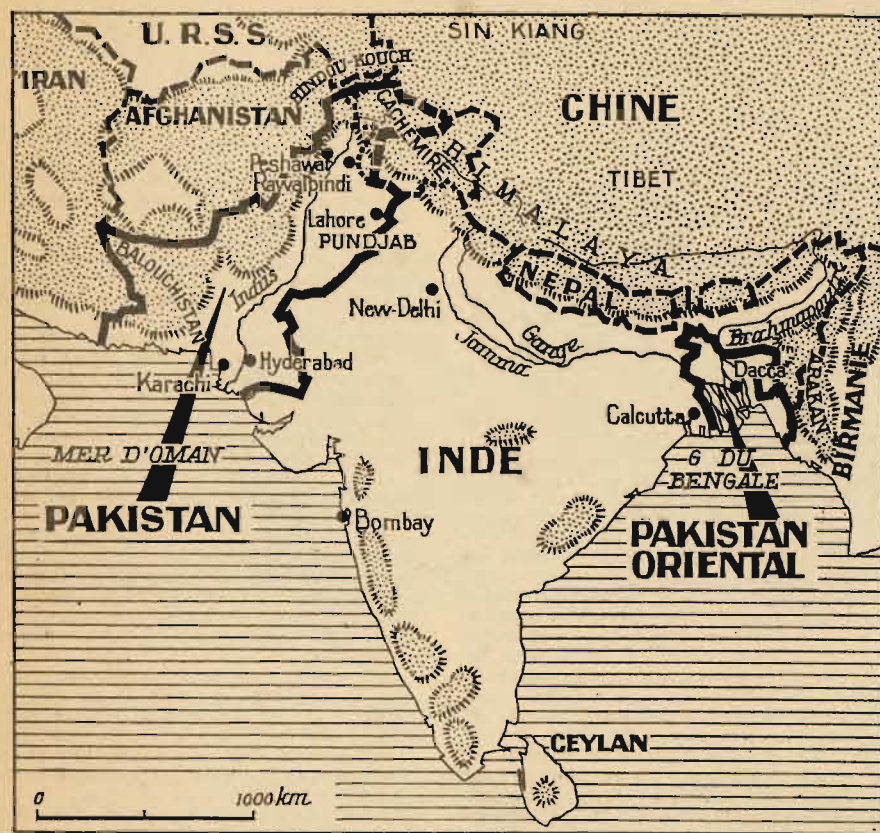 U.R.S.S.
SIN KIANG
IRAN
HINDOU KOUCH
AFGHANISTAN
CACHEMIRE
CHINE
HIMALAYA
TIBET
Peshawar
Rawalpindi
Lahore
PUNDJAB
BALOUCHISTAN
Indus
New-Delhi
NEPAL
Gange
Jamna
Brahmapoutre
Hyderabad
Karachi
Dacca
Calcutta
ARAKAN
BIRMANIE
MER D'OMAN
INDE
G DU
BENGALE
PAKISTAN
Bombay
PAKISTAN
ORIENTAL
CEYLAN
0 1000 km